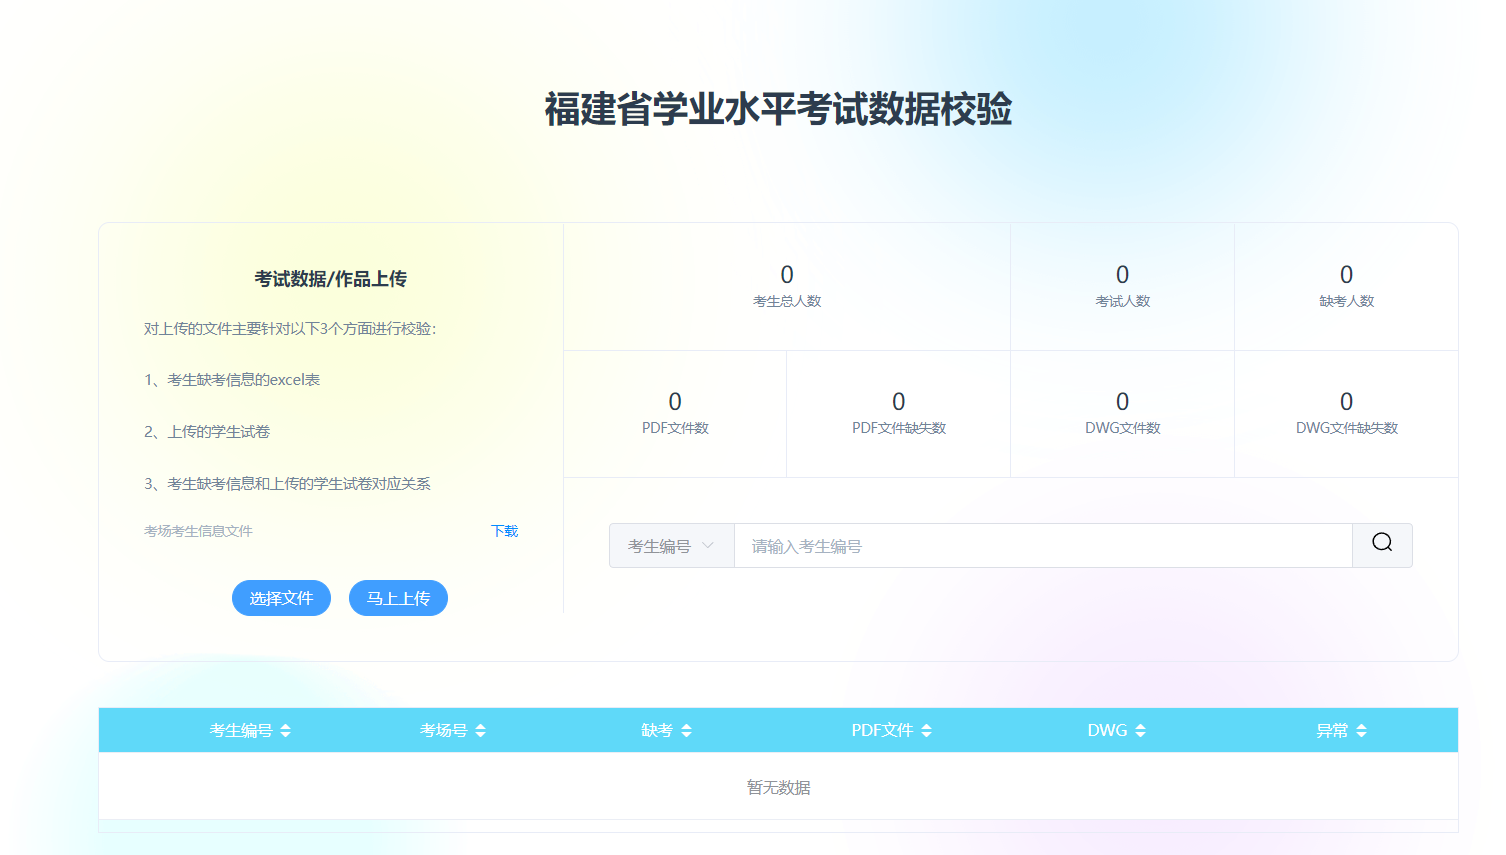 福建省学业水平考试数据校验
考试数据/作品上传
对上传的文件主要针对以下3个方面进行校验：
1、考生缺考信息的excel表
2、上传的学生试卷
3、考生缺考信息和上传的学生试卷对应关系
考场考生信息文件 下载
选择文件 马上上传
0 0 0
考生总人数 考试人数 缺考人数
0 0 0 0
PDF文件数 PDF文件缺失数 DWG文件数 DWG文件缺失数
考生编号 请输入考生编号
考生编号 考场号 缺考 PDF文件 DWG 异常
暂无数据